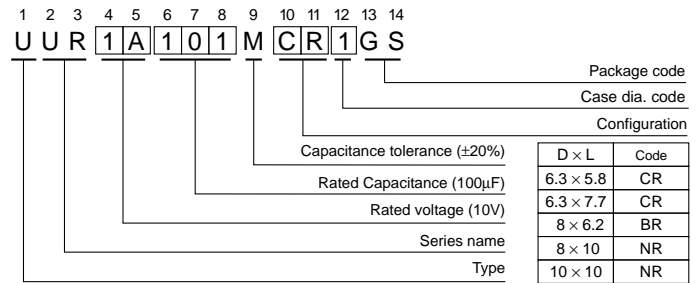 1 2 3 4 5 6 7 8 9 10 11 12 13 14
U U R 1 A 1 0 1 M C R 1 G S
Package code
Case dia. code
Configuration
Capacitance tolerance (±20%)
Rated Capacitance (100µF)
Rated voltage (10V)
Series name
Type
D × L Code
6.3 × 5.8 CR
6.3 × 7.7 CR
8 × 6.2 BR
8 × 10 NR
10 × 10 NR